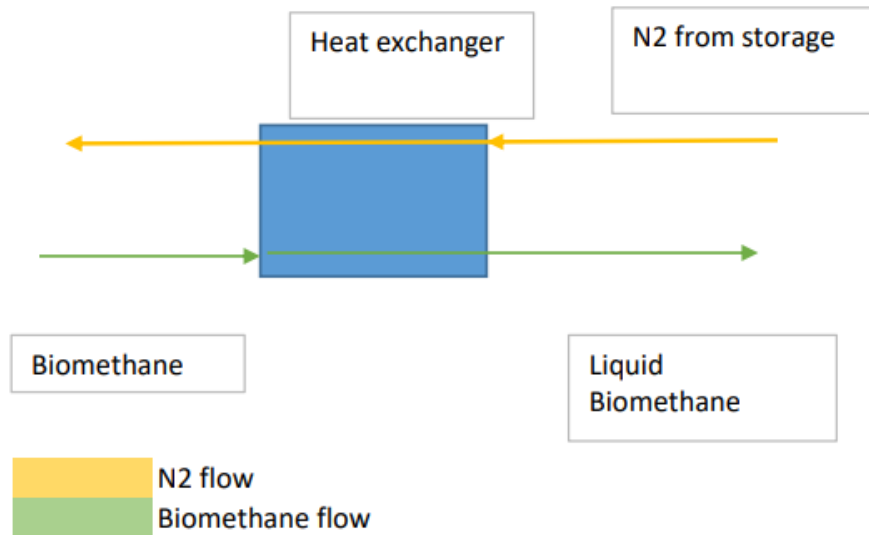 Heat exchanger
N2 from storage
Biomethane
Liquid
Biomethane
N2 flow
Biomethane flow